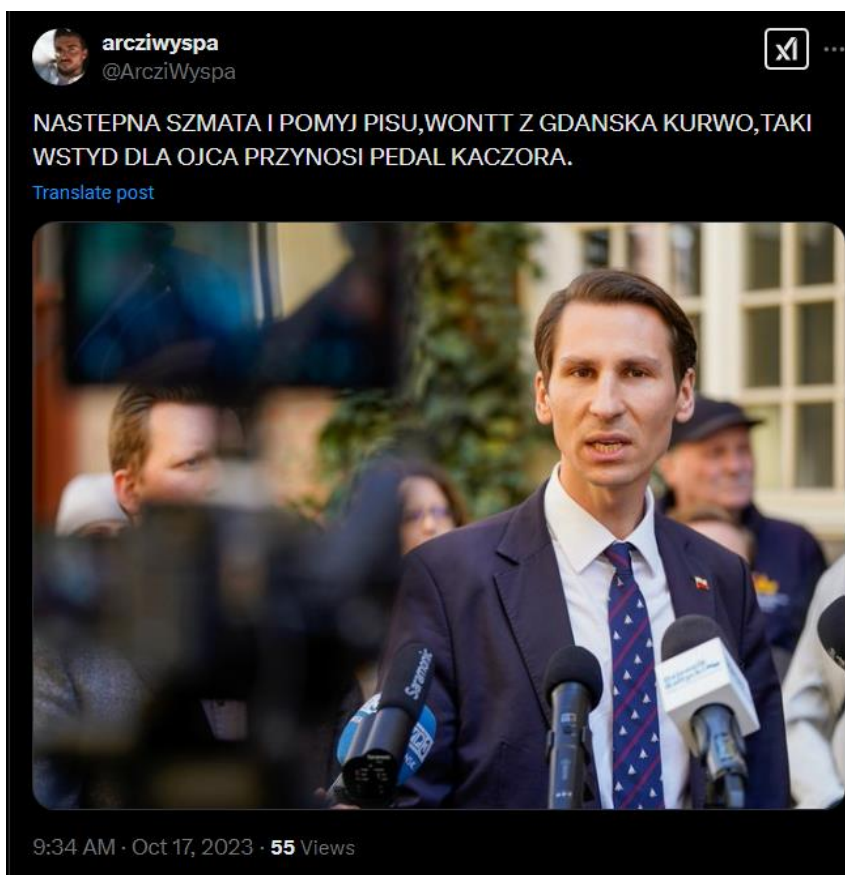 arcziwyspa
@ArcziWyspa
NASTEPNA SZMATA I POMYJ PISU,WONTT Z GDANSKA KURWO,TAKI
WSTYD DLA OJCA PRZYNOSI PEDAL KACZORA.
Translate post
Saramonic
9:34 AM · Oct 17, 2023 · 55 Views